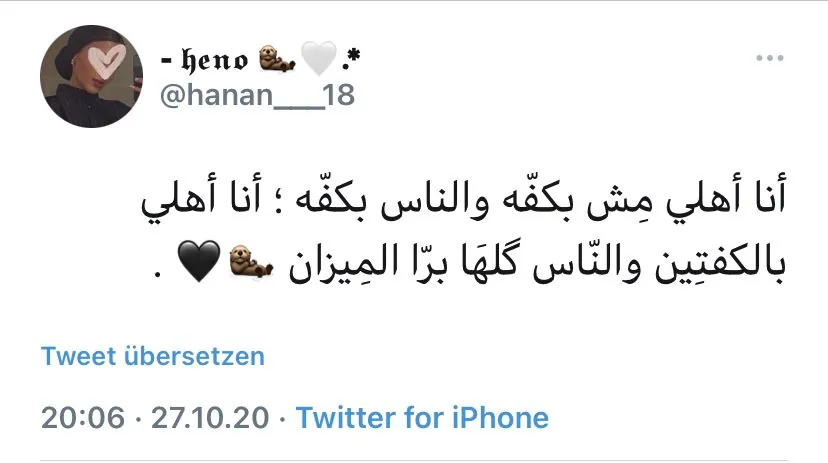 - 𝖍𝖊𝖓𝖔 🦦🤍.*
@hanan___18
أنا أهلي مِش بكفّه والناس بكفّه ؛ أنا أهلي
بالكفتِين والنّاس گلهَا برّا المِيزان 🦦🖤 .
Tweet übersetzen
20:06 · 27.10.20 · Twitter for iPhone